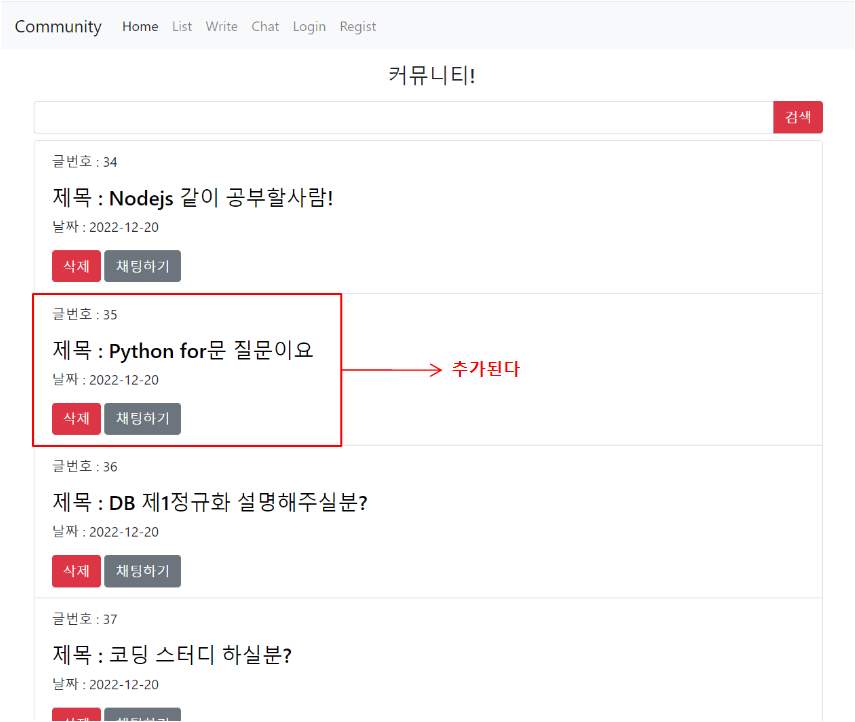 Community Home List Write Chat Login Regist
커뮤니티!
검색
글번호 : 34
제목 : Nodejs 같이 공부할사람!
날짜 : 2022-12-20
삭제 채팅하기
글번호 : 35
제목 : Python for문 질문이요
추가된다
날짜 : 2022-12-20
삭제 채팅하기
글번호 : 36
제목 : DB 제1정규화 설명해주실분?
날짜 : 2022-12-20
삭제 채팅하기
글번호 : 37
제목 : 코딩 스터디 하실분?
날짜 : 2022-12-20
삭제 채팅하기